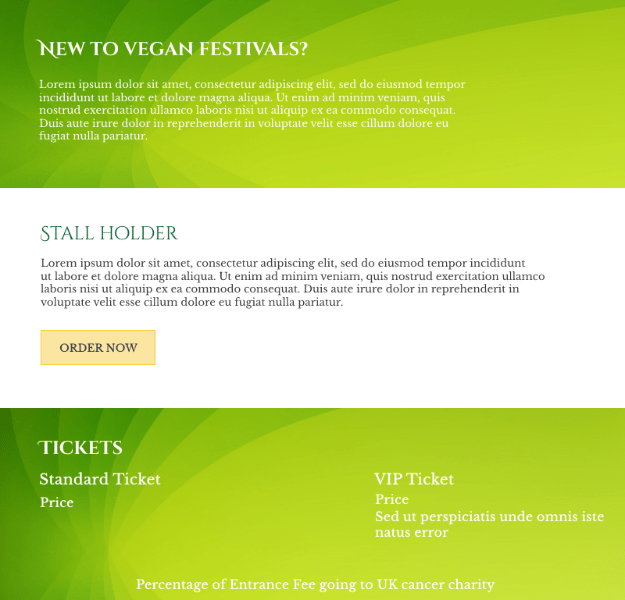 New to vegan festivals?
Lorem ipsum dolor sit amet, consectetur adipiscing elit, sed do eiusmod tempor
incididunt ut labore et dolore magna aliqua. Ut enim ad minim veniam, quis
nostrud exercitation ullamco laboris nisi ut aliquip ex ea commodo consequat.
Duis aute irure dolor in reprehenderit in voluptate velit esse cillum dolore eu
fugiat nulla pariatur.
Stall holder
Lorem ipsum dolor sit amet, consectetur adipiscing elit, sed do eiusmod tempor incididunt
ut labore et dolore magna aliqua. Ut enim ad minim veniam, quis nostrud exercitation ullamco
laboris nisi ut aliquip ex ea commodo consequat. Duis aute irure dolor in reprehenderit in
voluptate velit esse cillum dolore eu fugiat nulla pariatur.
ORDER NOW
Tickets
Standard Ticket
Price
VIP Ticket
Price
Sed ut perspiciatis unde omnis iste
natus error
Percentage of Entrance Fee going to UK cancer charity